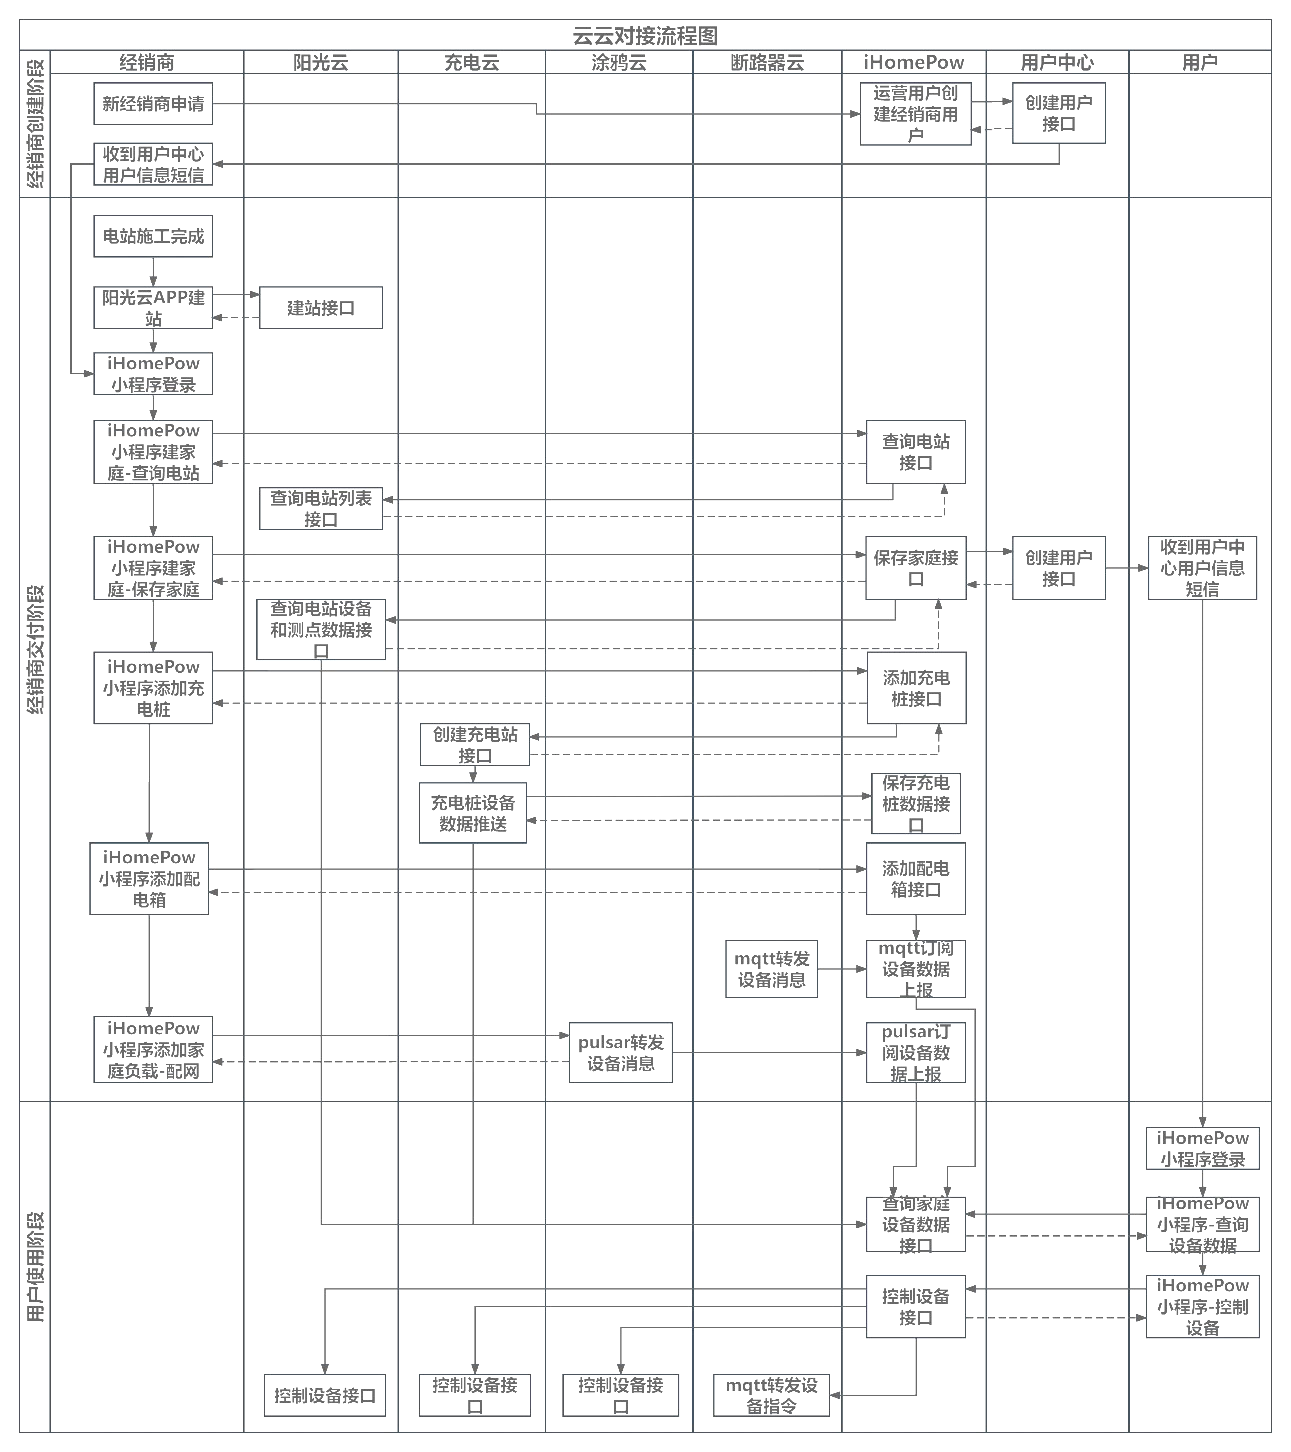 云云对接流程图
经销商
阳光云
充电云
涂鸦云
断路器云
iHomePow
用户中心
用户
经销商创建阶段
新经销商申请
运营用户创
建经销商用
户
创建用户
接口
收到用户中心
用户信息短信
经销商交付阶段
电站施工完成
阳光云APP建
站
建站接口
iHomePow
小程序登录
iHomePow
小程序建家
庭-查询电站
查询电站
接口
查询电站列表
接口
iHomePow
小程序建家
庭-保存家庭
保存家庭接
口
创建用户
接口
收到用户中
心用户信息
短信
查询电站设备
和测点数据接
口
iHomePow
小程序添加充
电桩
添加充电
桩接口
创建充电站
接口
充电桩设备
数据推送
保存充电
桩数据接
口
iHomePow
小程序添加配
电箱
添加配电
箱接口
mqtt转发
设备消息
mqtt订阅
设备数据
上报
iHomePow
小程序添加家
庭负载-配网
pulsar转发
设备消息
pulsar订
阅设备数
据上报
用户使用阶段
iHomePow
小程序登录
查询家庭
设备数据
接口
iHomePow
小程序-查询
设备数据
控制设备
接口
iHomePow
小程序-控制
设备
控制设备接口
控制设备接
口
控制设备接
口
mqtt转发设
备指令